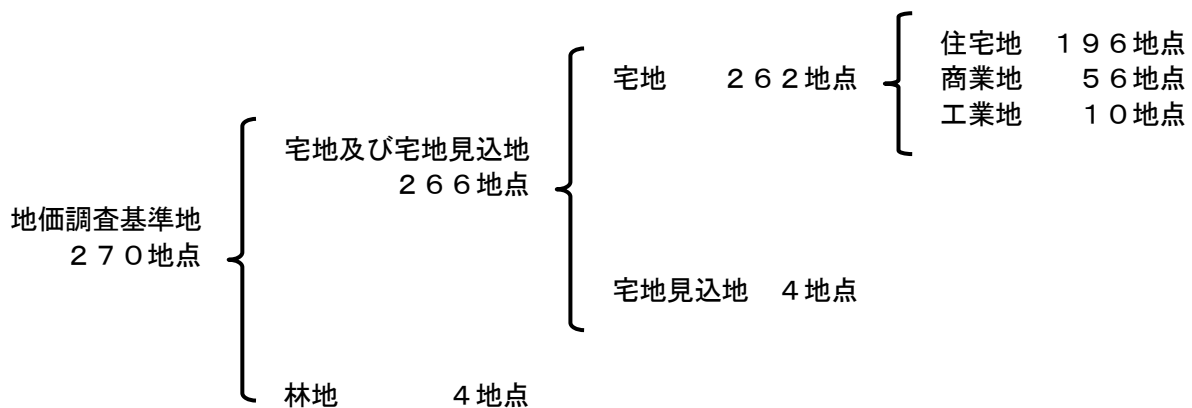 地価調査基準地
２７０地点
宅地及び宅地見込地
２６６地点
宅地　　２６２地点
住宅地　１９６地点
商業地　　５６地点
工業地　　１０地点
宅地見込地　４地点
林地　　　　４地点